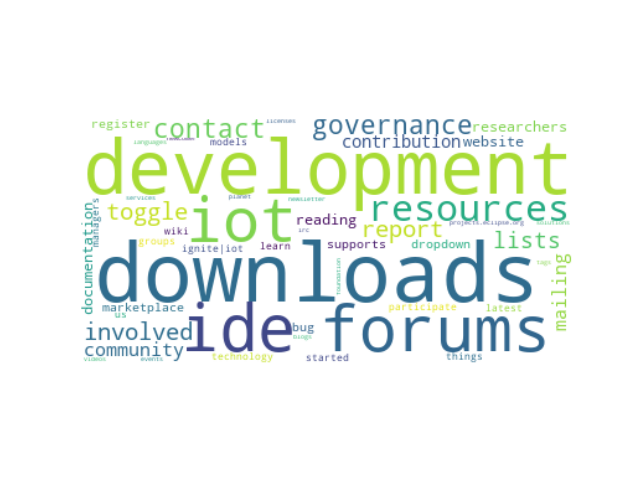 register contact licenses governance researchers
languages newsroom models contribution website
development
services planet newsletter resources
documentation managers toggle iot reading report projects.eclipse.org solutions
wiki irc lists
groups ignite|iot learn supports dropdown
downloads foundation tags mailing
marketplace participate latest
us ide forums
involved bug
blogs
community technology started things
videos events